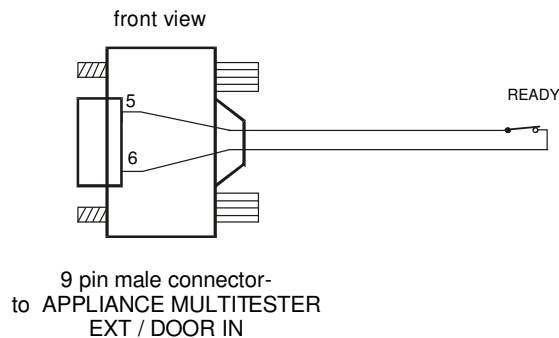 front view
5
READY
6
9 pin male connector-
to APPLIANCE MULTITESTER
EXT / DOOR IN